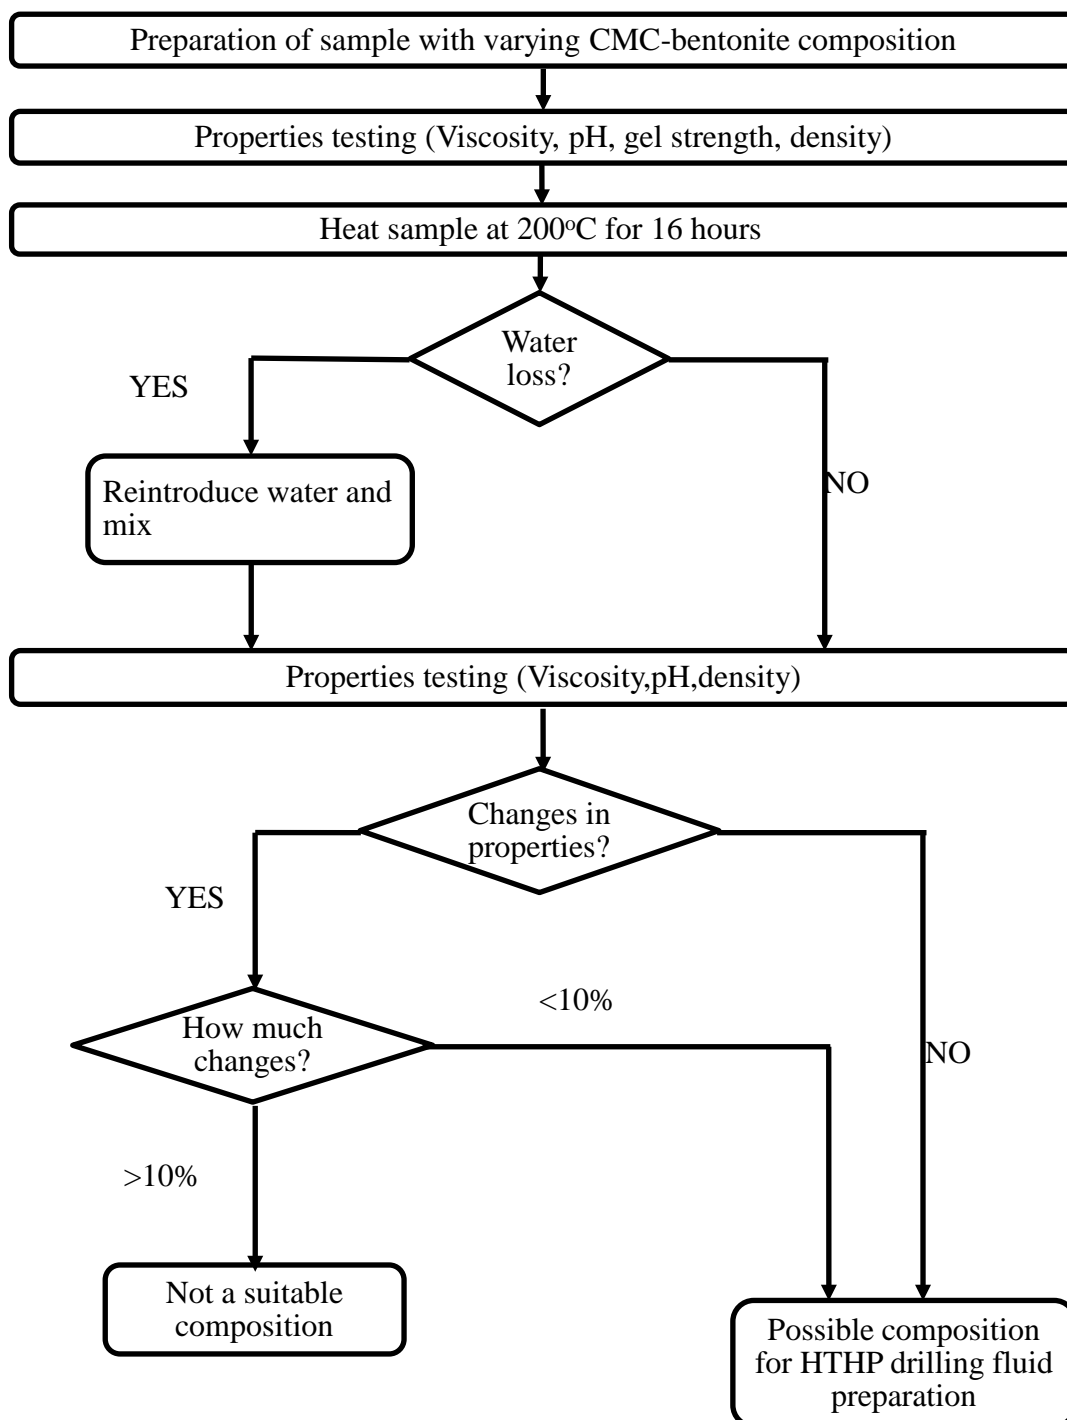 Preparation of sample with varying CMC-bentonite composition
Properties testing (Viscosity, pH, gel strength, density)
Heat sample at 200°C for 16 hours
Water
loss?
YES
NO
Reintroduce water and
mix
Properties testing (Viscosity,pH,density)
Changes in
properties?
YES
<10%
How much
changes?
NO
>10%
Not a suitable
composition
Possible composition
for HTHP drilling fluid
preparation